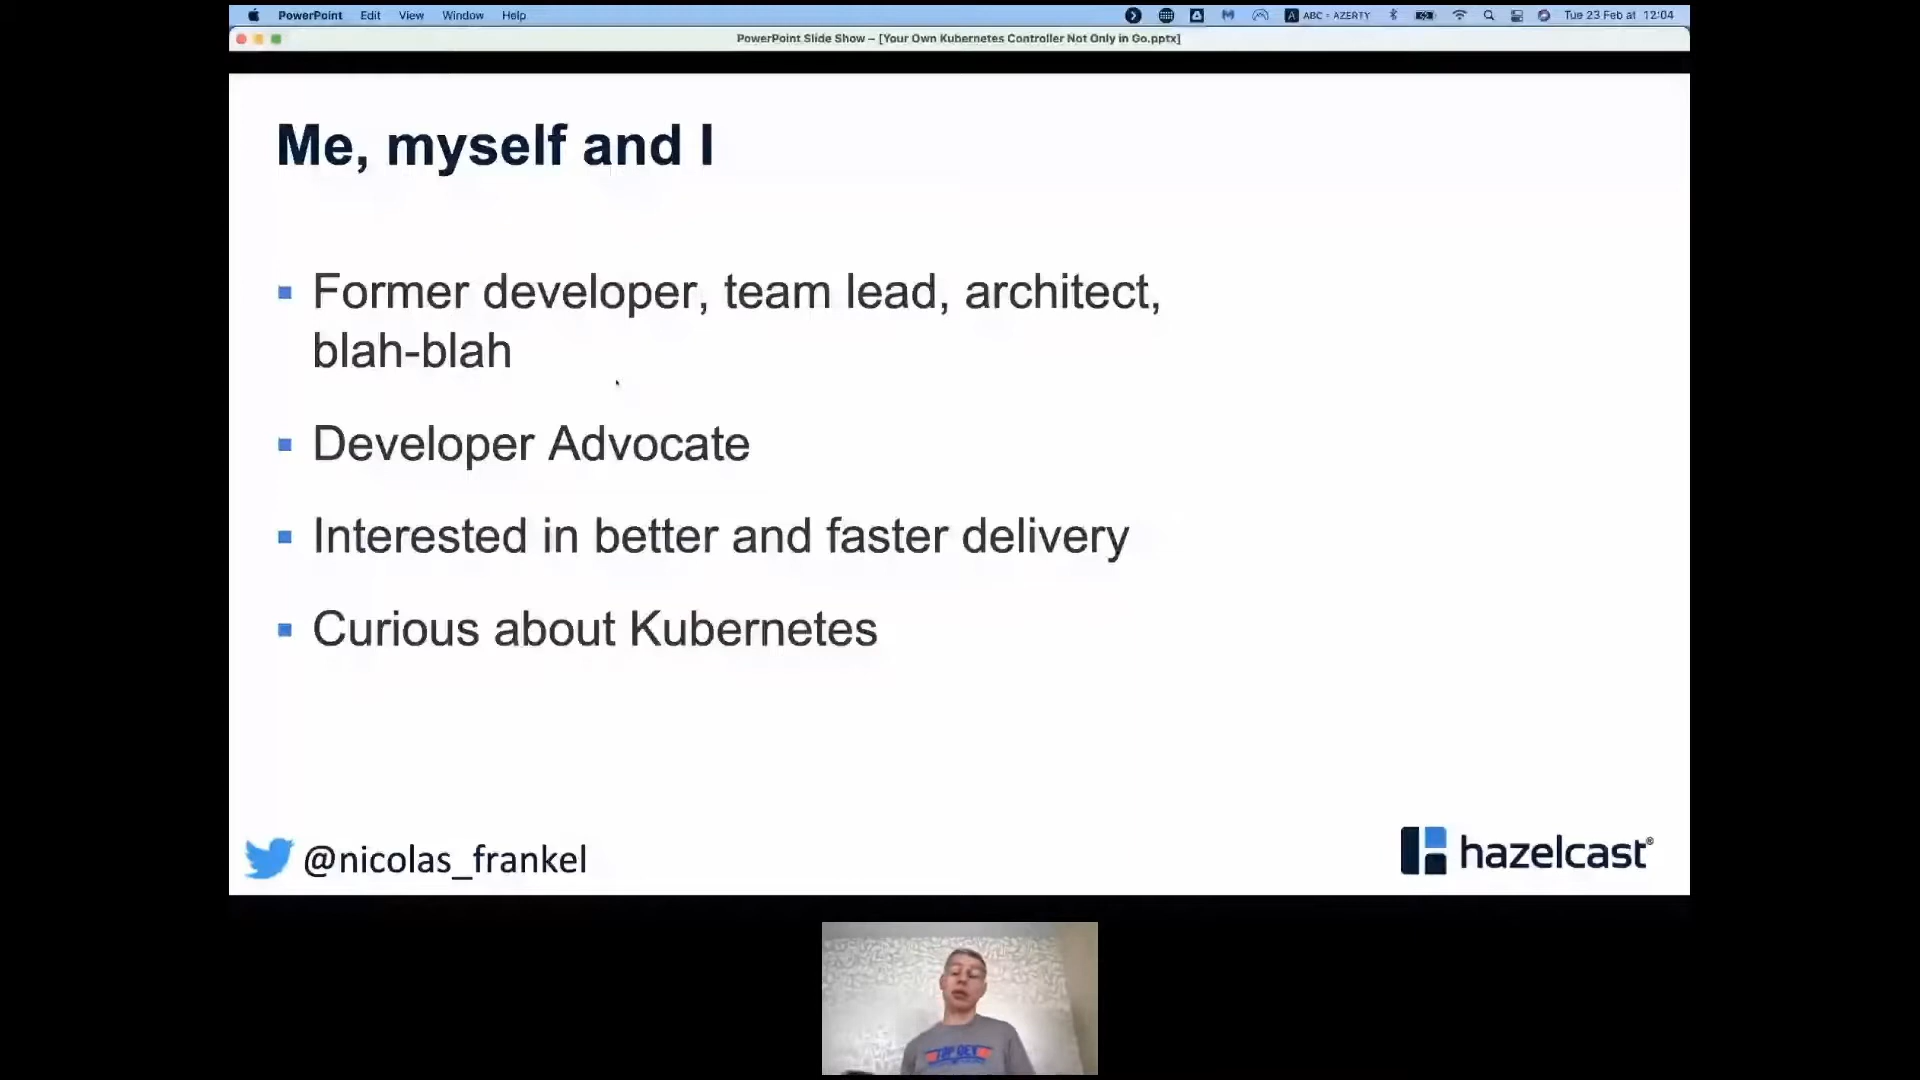 PowerPoint Edit View Window Help ABC - AZERTY Tue 23 Feb at 12:04
PowerPoint Slide Show – [Your Own Kubernetes Controller Not Only in Go.pptx]
Me, myself and I
Former developer, team lead, architect,
blah-blah
Developer Advocate
Interested in better and faster delivery
Curious about Kubernetes
@nicolas_frankel
hazelcast®
TOP DEV